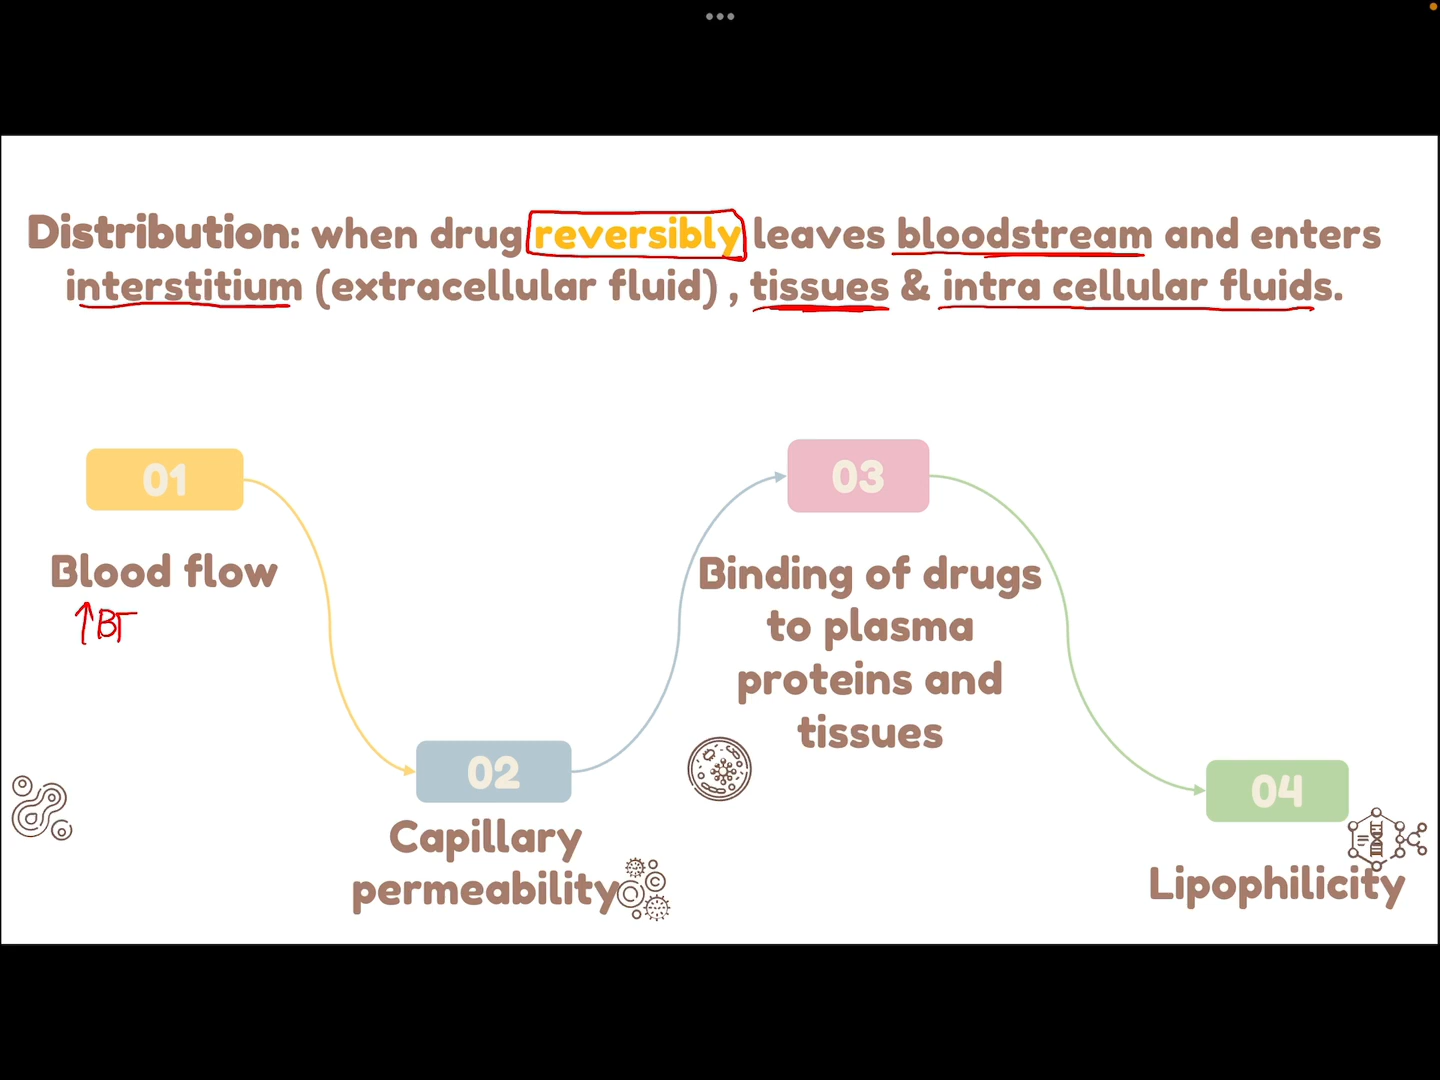 Distribution: when drug reversibly leaves bloodstream and enters
interstitium (extracellular fluid) , tissues & intra cellular fluids.
01
Blood flow
02
Capillary
permeability
03
Binding of drugs
to plasma
proteins and
tissues
04
Lipophilicity